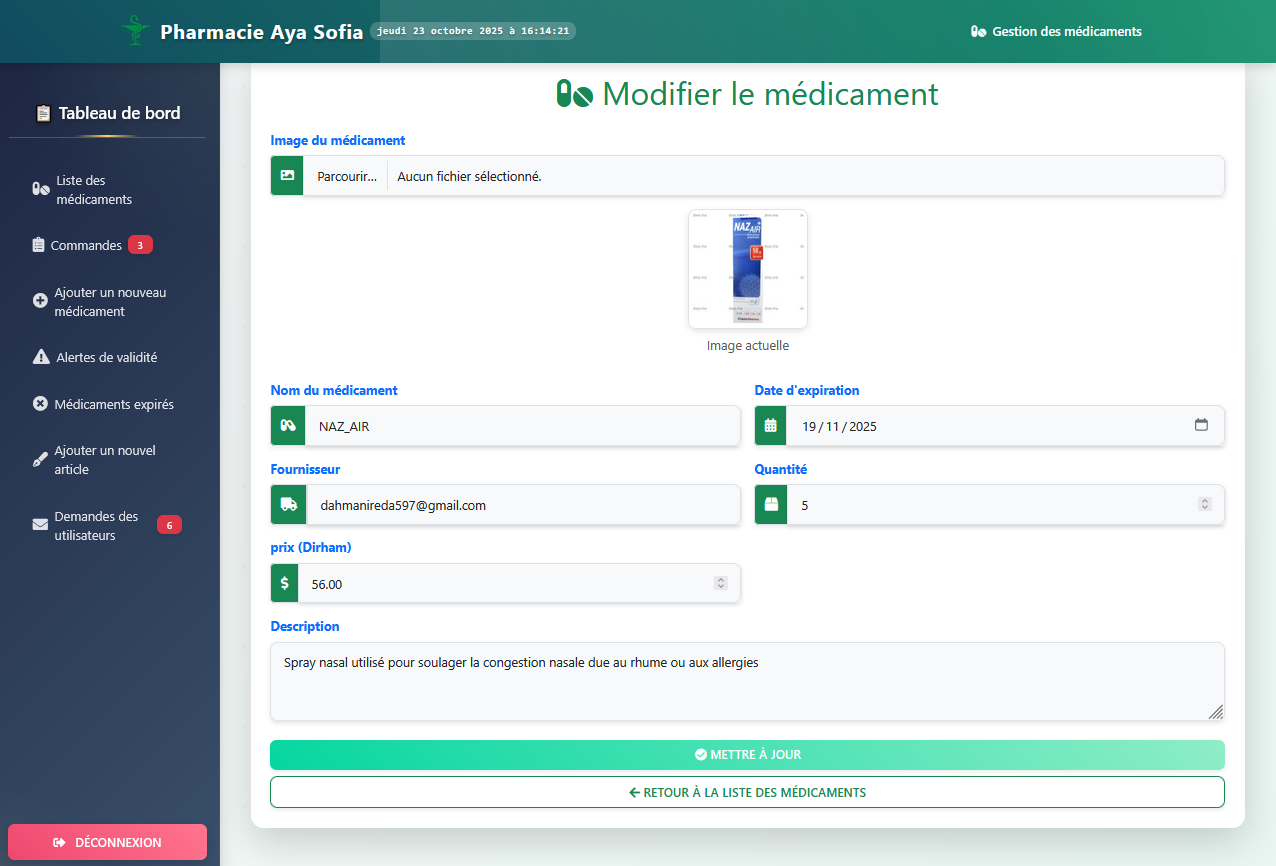 Pharmacie Aya Sofia
jeudi 23 octobre 2025 à 16:14:21
Gestion des médicaments
Tableau de bord
Liste des
médicaments
Commandes 3
Ajouter un nouveau
médicament
Alertes de validité
Médicaments expirés
Ajouter un nouvel
article
Demandes des
utilisateurs 6
DÉCONNEXION
Modifier le médicament
Image du médicament
Parcourir... Aucun fichier sélectionné.
NAZ AIR
Image actuelle
Nom du médicament
NAZ_AIR
Date d'expiration
19 / 11 / 2025
Fournisseur
dahmanireda597@gmail.com
Quantité
5
prix (Dirham)
$ 56.00
Description
Spray nasal utilisé pour soulager la congestion nasale due au rhume ou aux allergies
METTRE À JOUR
RETOUR À LA LISTE DES MÉDICAMENTS